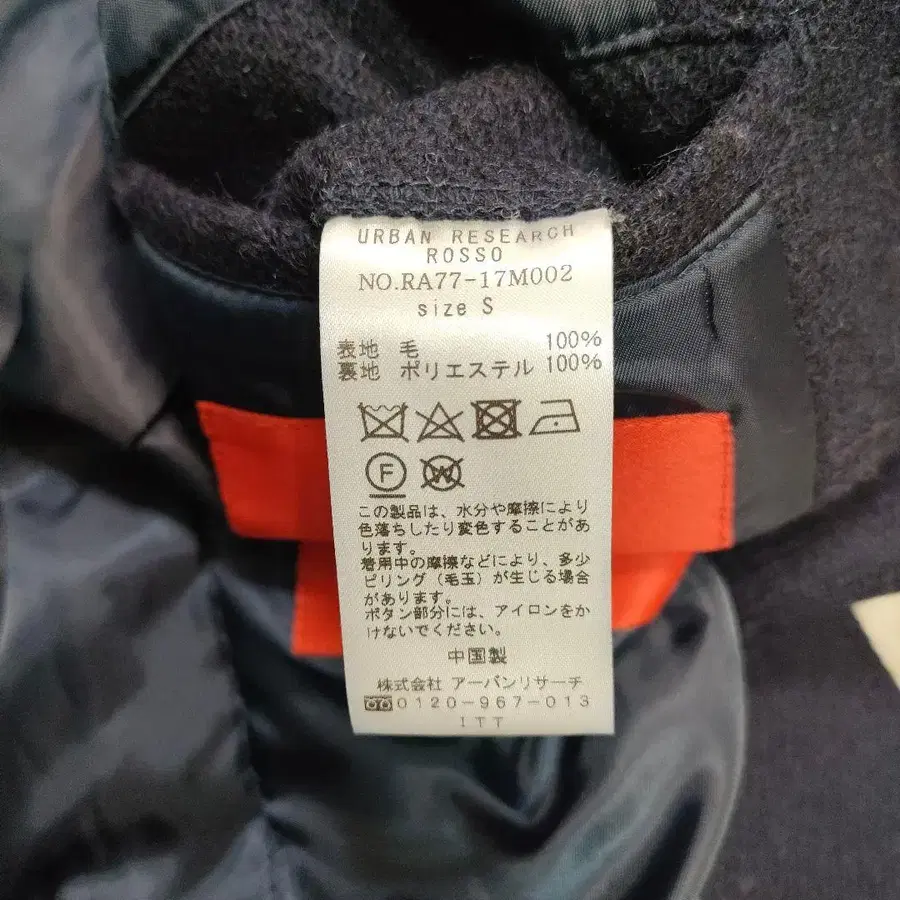 URBAN RESEARCH
ROSSO
NO.RA77-17M002
size S
表地 毛 100%
裏地 ポリエステル 100%
F
W
この製品は、水分や摩擦により
色落ちしたり変色することがあ
ります。
着用中の摩擦などにより、多少
ピリング（毛玉）が生じる場合
があります。
ボタン部分には、アイロンをか
けないでください。
中国製
株式会社 アーバンリサーチ
0120-967-013
ITT